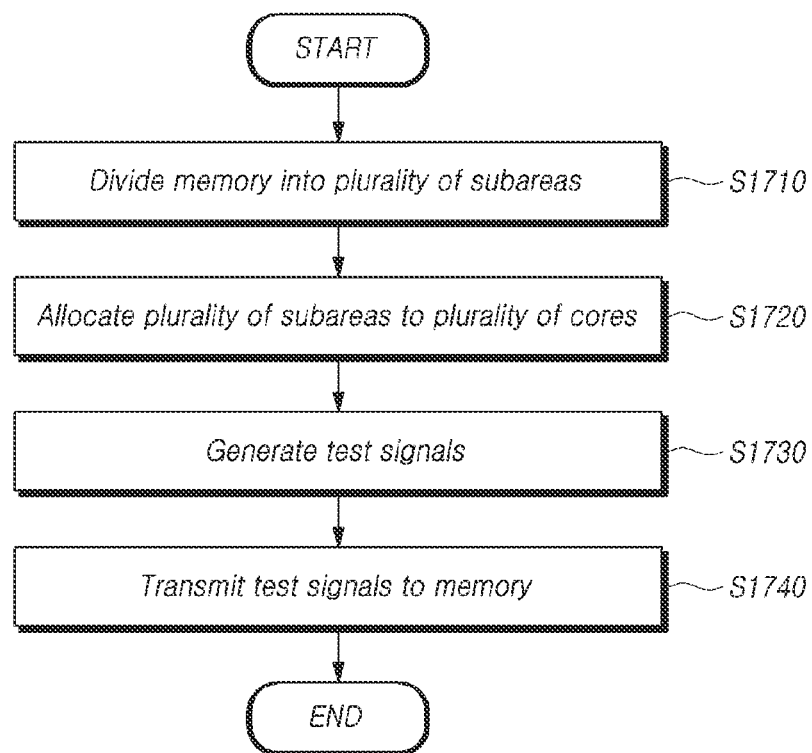 START
Divide memory into plurality of subareas
S1710
Allocate plurality of subareas to plurality of cores
S1720
Generate test signals
S1730
Transmit test signals to memory
S1740
END